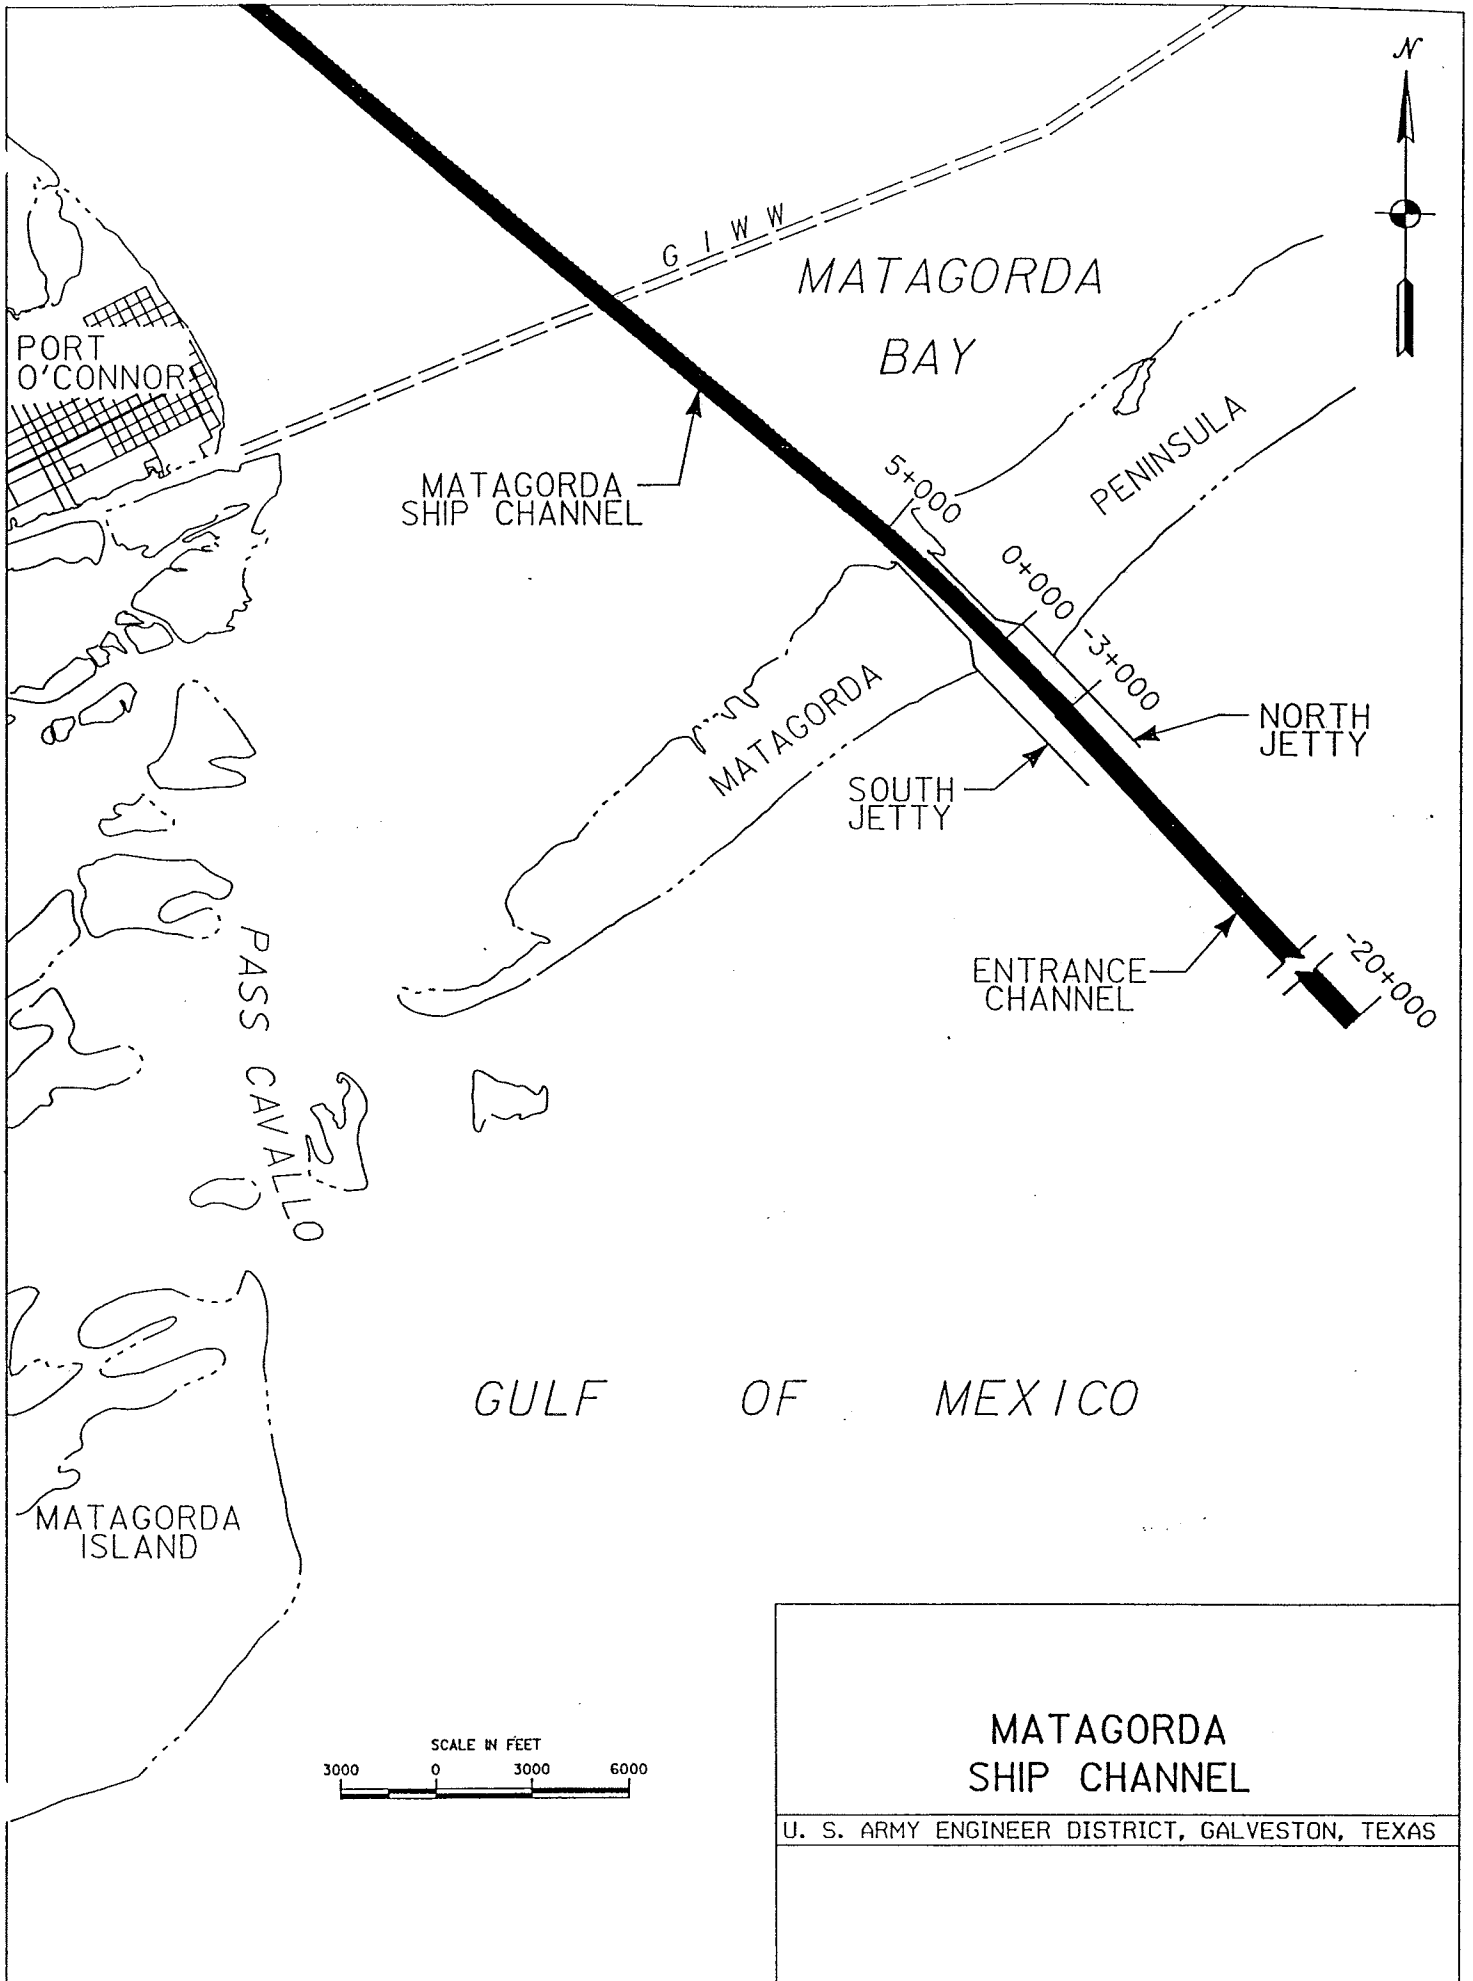 N
G I W W
MATAGORDA
BAY
PORT
O'CONNOR
PENINSULA
MATAGORDA
SHIP CHANNEL
5+000
0+000
-3+000
MATAGORDA
NORTH
JETTY
SOUTH
JETTY
ENTRANCE
CHANNEL
-20+000
PASS CAVALLO
GULF OF MEXICO
MATAGORDA
ISLAND
SCALE IN FEET
3000 0 3000 6000
MATAGORDA
SHIP CHANNEL
U. S. ARMY ENGINEER DISTRICT, GALVESTON, TEXAS